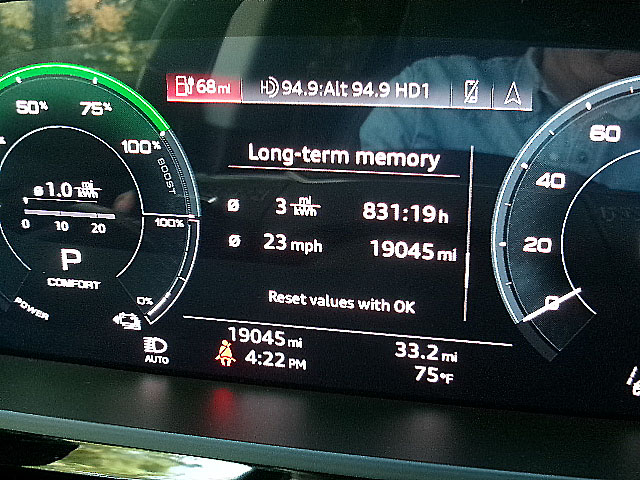 68 mi
94.9:Alt 94.9 HD1
50%
75%
100%
BOOST
ø 1.0 mi/kWh
0 10 20
100%
P
COMFORT
0%
POWER
AUTO
Long-term memory
Ø 3 mi/kWh 831:19h
Ø 23 mph 19045 mi
Reset values with OK
19045 mi
4:22 PM
33.2 mi
75°F
60
40
20
0